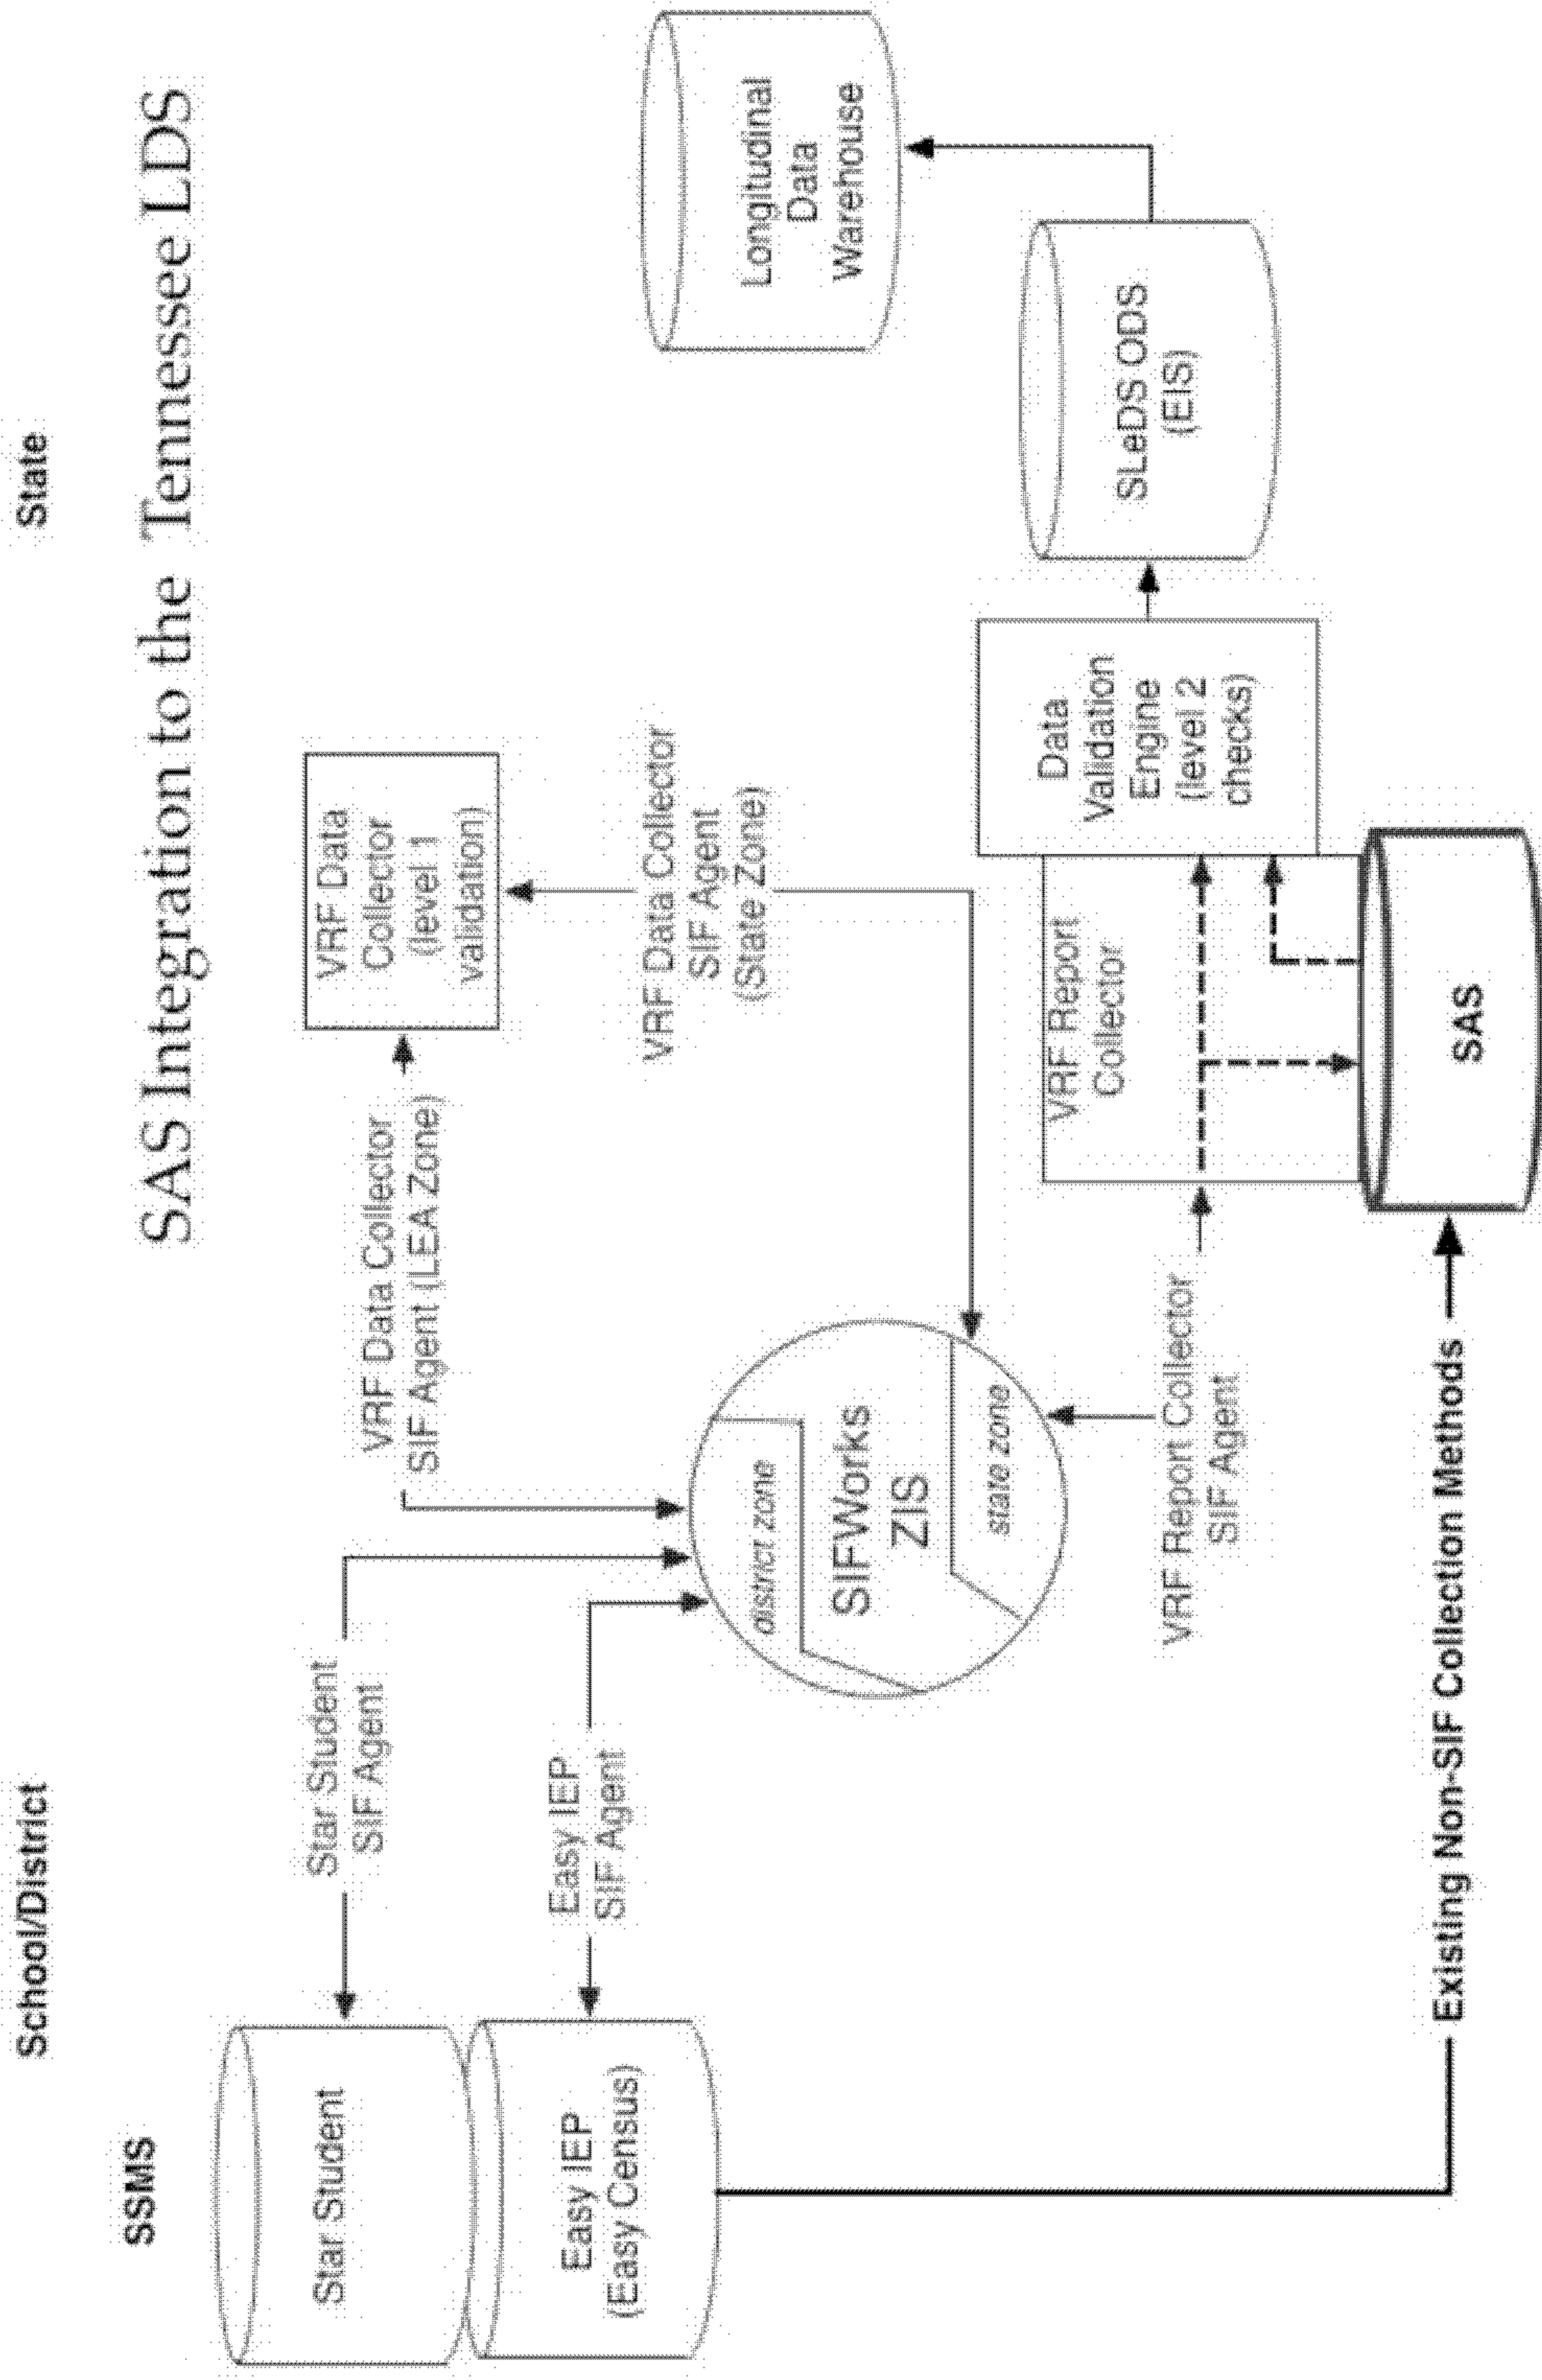 School/District
State
SSMS
SAS Integration to the Tennessee LDS
Star Student
Star Student
SIF Agent
VRF Data Collector
SIF Agent (LEA Zone)
VRF Data
Collector
(level 1
validation)
Easy IEP
(Easy Census)
Easy IEP
SIF Agent
district zone
SIFWorks
ZIS
state zone
VRF Data Collector
SIF Agent
(State Zone)
Longitudinal
Data
Warehouse
VRF Report Collector
SIF Agent
VRF Report
Collector
Data
Validation
Engine
(level 2
checks)
SLeDS ODS
(EIS)
Existing Non-SIF Collection Methods
SAS